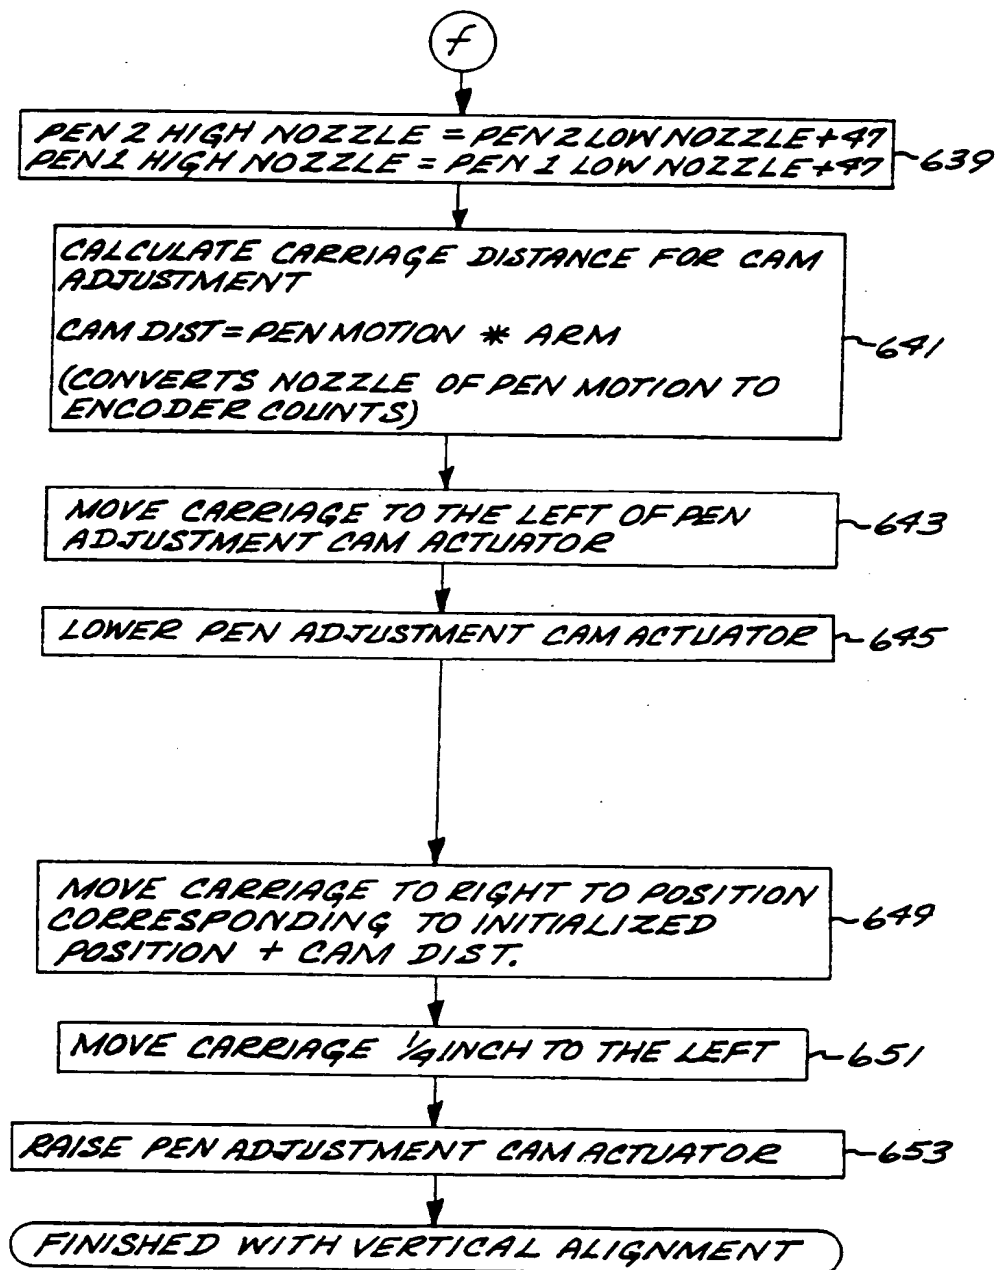 f
PEN 2 HIGH NOZZLE = PEN 2 LOW NOZZLE+47
PEN 1 HIGH NOZZLE = PEN 1 LOW NOZZLE+47
639
CALCULATE CARRIAGE DISTANCE FOR CAM
ADJUSTMENT
CAM DIST = PEN MOTION * ARM
(CONVERTS NOZZLE OF PEN MOTION TO
ENCODER COUNTS)
641
MOVE CARRIAGE TO THE LEFT OF PEN
ADJUSTMENT CAM ACTUATOR
643
LOWER PEN ADJUSTMENT CAM ACTUATOR
645
MOVE CARRIAGE TO RIGHT TO POSITION
CORRESPONDING TO INITIALIZED
POSITION + CAM DIST.
649
MOVE CARRIAGE 1/4 INCH TO THE LEFT
651
RAISE PEN ADJUSTMENT CAM ACTUATOR
653
FINISHED WITH VERTICAL ALIGNMENT